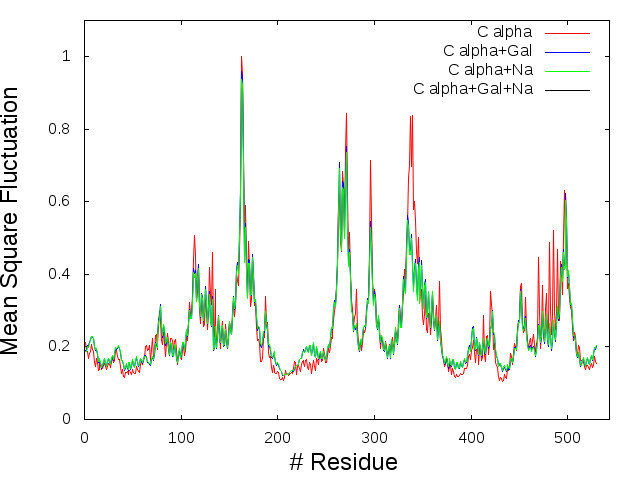 C alpha
C alpha+Gal
C alpha+Na
C alpha+Gal+Na
Mean Square Fluctuation
1
0.8
0.6
0.4
0.2
0
0 100 200 300 400 500
# Residue